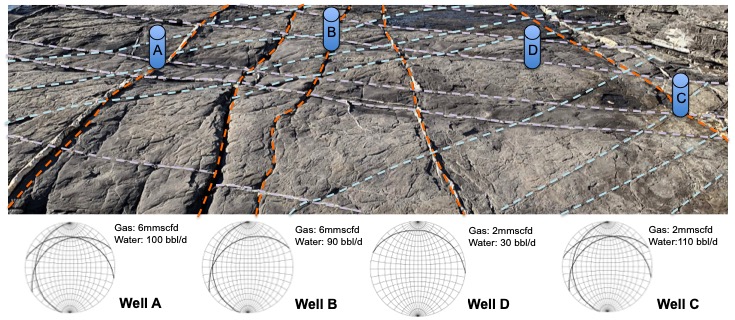 A
B
D
C
Gas: 6mmscfd
Water: 100 bbl/d
Well A
Gas: 6mmscfd
Water: 90 bbl/d
Well B
Gas: 2mmscfd
Water: 30 bbl/d
Well D
Gas: 2mmscfd
Water:110 bbl/d
Well C